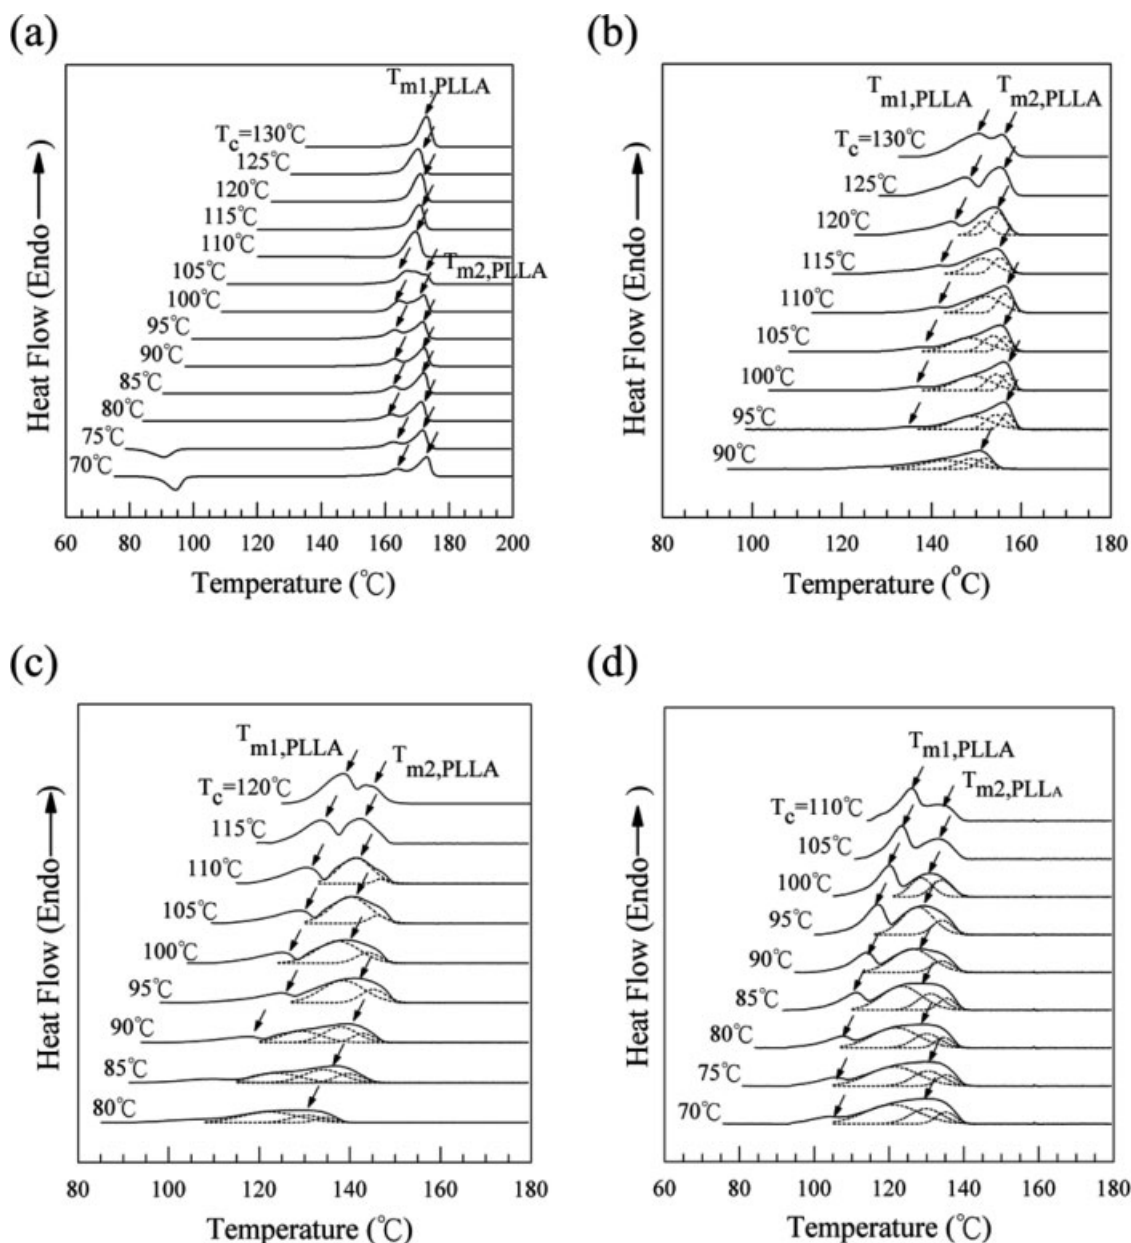 (a)
T_m1,PLLA
T_c=130℃
125℃
120℃
115℃
110℃
105℃
T_m2,PLLA
100℃
95℃
90℃
85℃
80℃
75℃
70℃
Heat Flow (Endo )
60 80 100 120 140 160 180 200
Temperature (℃)
(b)
T_m1,PLLA T_m2,PLLA
T_c=130℃
125℃
120℃
115℃
110℃
105℃
100℃
95℃
90℃
Heat Flow (Endo )
80 100 120 140 160 180
Temperature (°C)
(c)
T_m1,PLLA
T_m2,PLLA
T_c=120℃
115℃
110℃
105℃
100℃
95℃
90℃
85℃
80℃
Heat Flow (Endo )
80 100 120 140 160 180
Temperature (℃)
(d)
T_m1,PLLA
T_m2,PLLA
T_c=110℃
105℃
100℃
95℃
90℃
85℃
80℃
75℃
70℃
Heat Flow (Endo )
60 80 100 120 140 160 180
Temperature (℃)